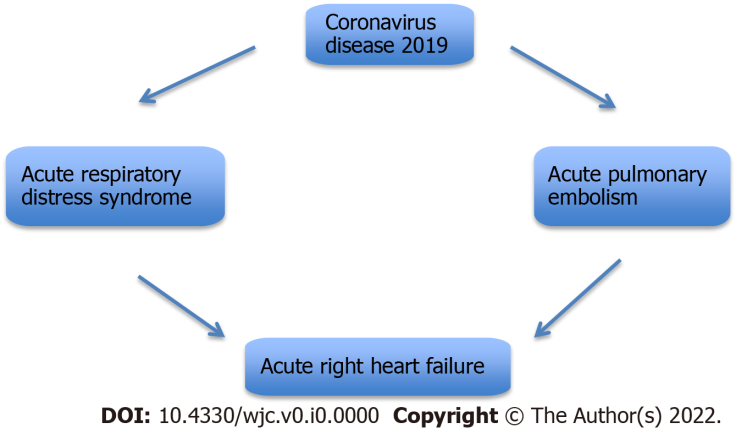 Coronavirus
disease 2019
Acute respiratory
distress syndrome
Acute pulmonary
embolism
Acute right heart failure
DOI: 10.4330/wjc.v0.i0.0000 Copyright © The Author(s) 2022.